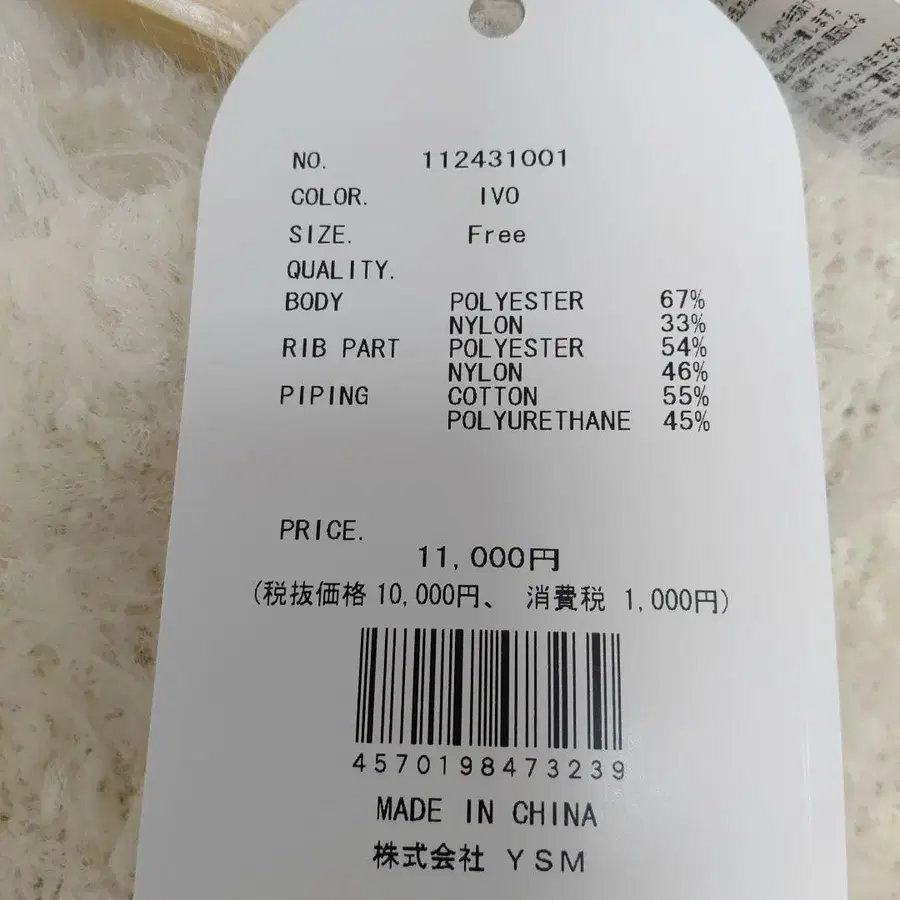 NO. 112431001
COLOR. IVO
SIZE. Free
QUALITY.
BODY POLYESTER 67%
NYLON 33%
RIB PART POLYESTER 54%
NYLON 46%
PIPING COTTON 55%
POLYURETHANE 45%
PRICE.
11,000円
(税抜価格 10,000円、 消費税 1,000円)
4570198473239
MADE IN CHINA
株式会社 YSM